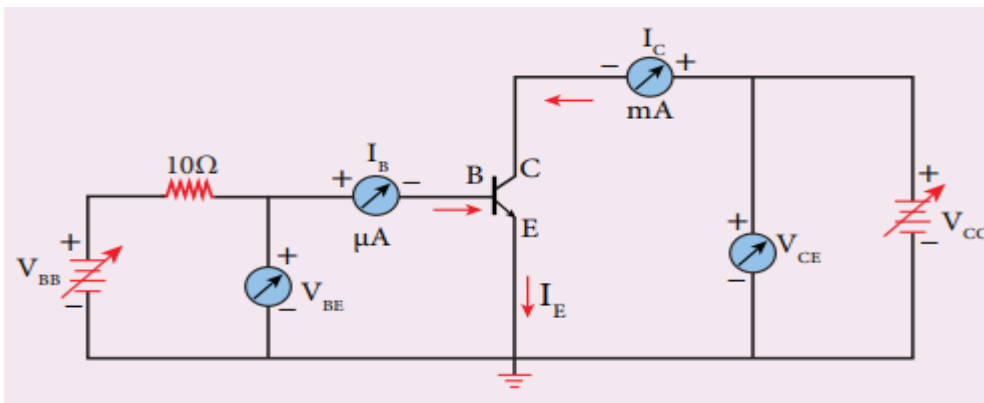 I_C
− +
mA
10Ω
I_B
+ −
μA
B C
E
+
V_BB
−
+
V_BE
−
I_E
+
V_CE
−
+
V_CC
−